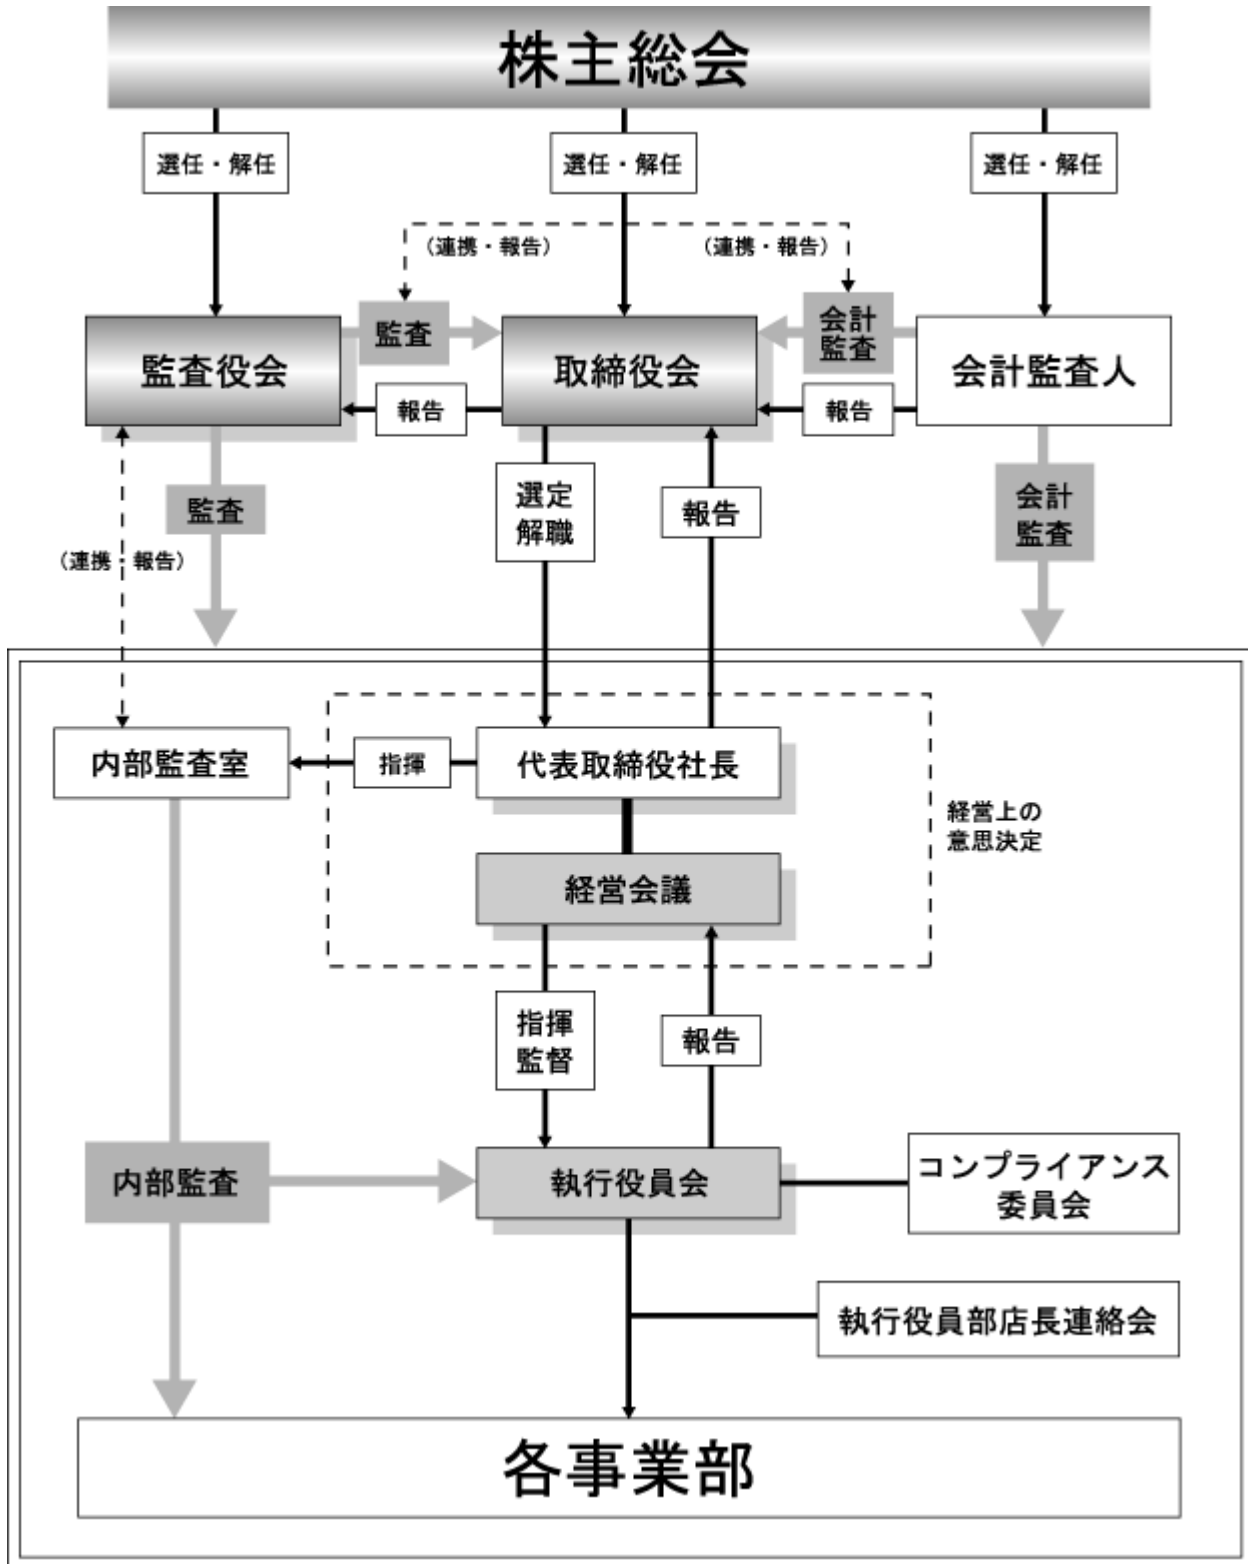 株主総会
選任・解任
選任・解任
選任・解任
(連携・報告)
(連携・報告)
監査
会計
監査
監査役会
取締役会
会計監査人
報告
報告
監査
選定
解職
報告
会計
監査
(連携・報告)
内部監査室
指揮
代表取締役社長
経営上の
意思決定
経営会議
指揮
監督
報告
内部監査
執行役員会
コンプライアンス
委員会
執行役員部店長連絡会
各事業部